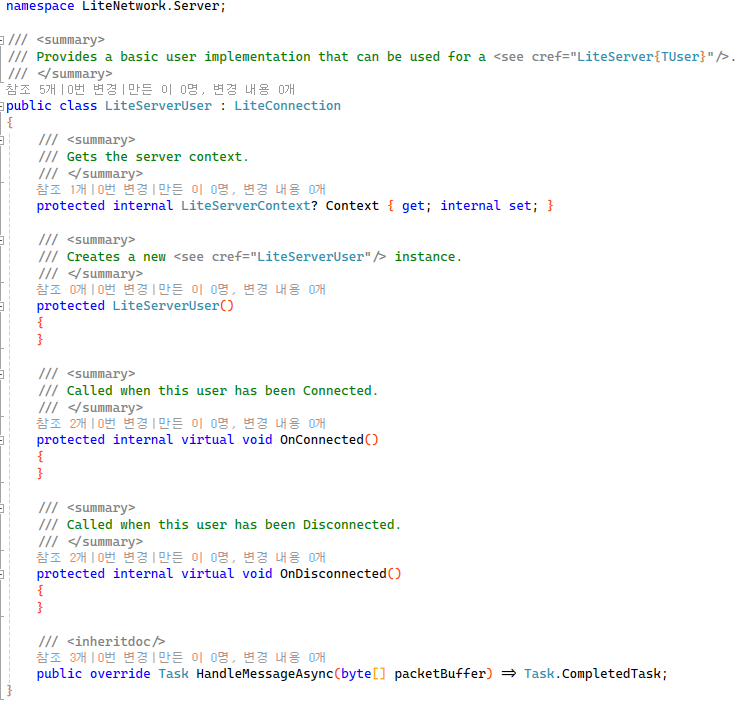 namespace LiteNetwork.Server;
/// <summary>
/// Provides a basic user implementation that can be used for a <see cref="LiteServer{TUser}"/>.
/// </summary>
참조 5개|0번 변경|만든 이 0명, 변경 내용 0개
public class LiteServerUser : LiteConnection
{
/// <summary>
/// Gets the server context.
/// </summary>
참조 1개|0번 변경|만든 이 0명, 변경 내용 0개
protected internal LiteServerContext? Context { get; internal set; }
/// <summary>
/// Creates a new <see cref="LiteServerUser"/> instance.
/// </summary>
참조 0개|0번 변경|만든 이 0명, 변경 내용 0개
protected LiteServerUser()
{
}
/// <summary>
/// Called when this user has been Connected.
/// </summary>
참조 2개|0번 변경|만든 이 0명, 변경 내용 0개
protected internal virtual void OnConnected()
{
}
/// <summary>
/// Called when this user has been Disconnected.
/// </summary>
참조 2개|0번 변경|만든 이 0명, 변경 내용 0개
protected internal virtual void OnDisconnected()
{
}
/// <inheritdoc/>
참조 3개|0번 변경|만든 이 0명, 변경 내용 0개
public override Task HandleMessageAsync(byte[] packetBuffer) => Task.CompletedTask;
}